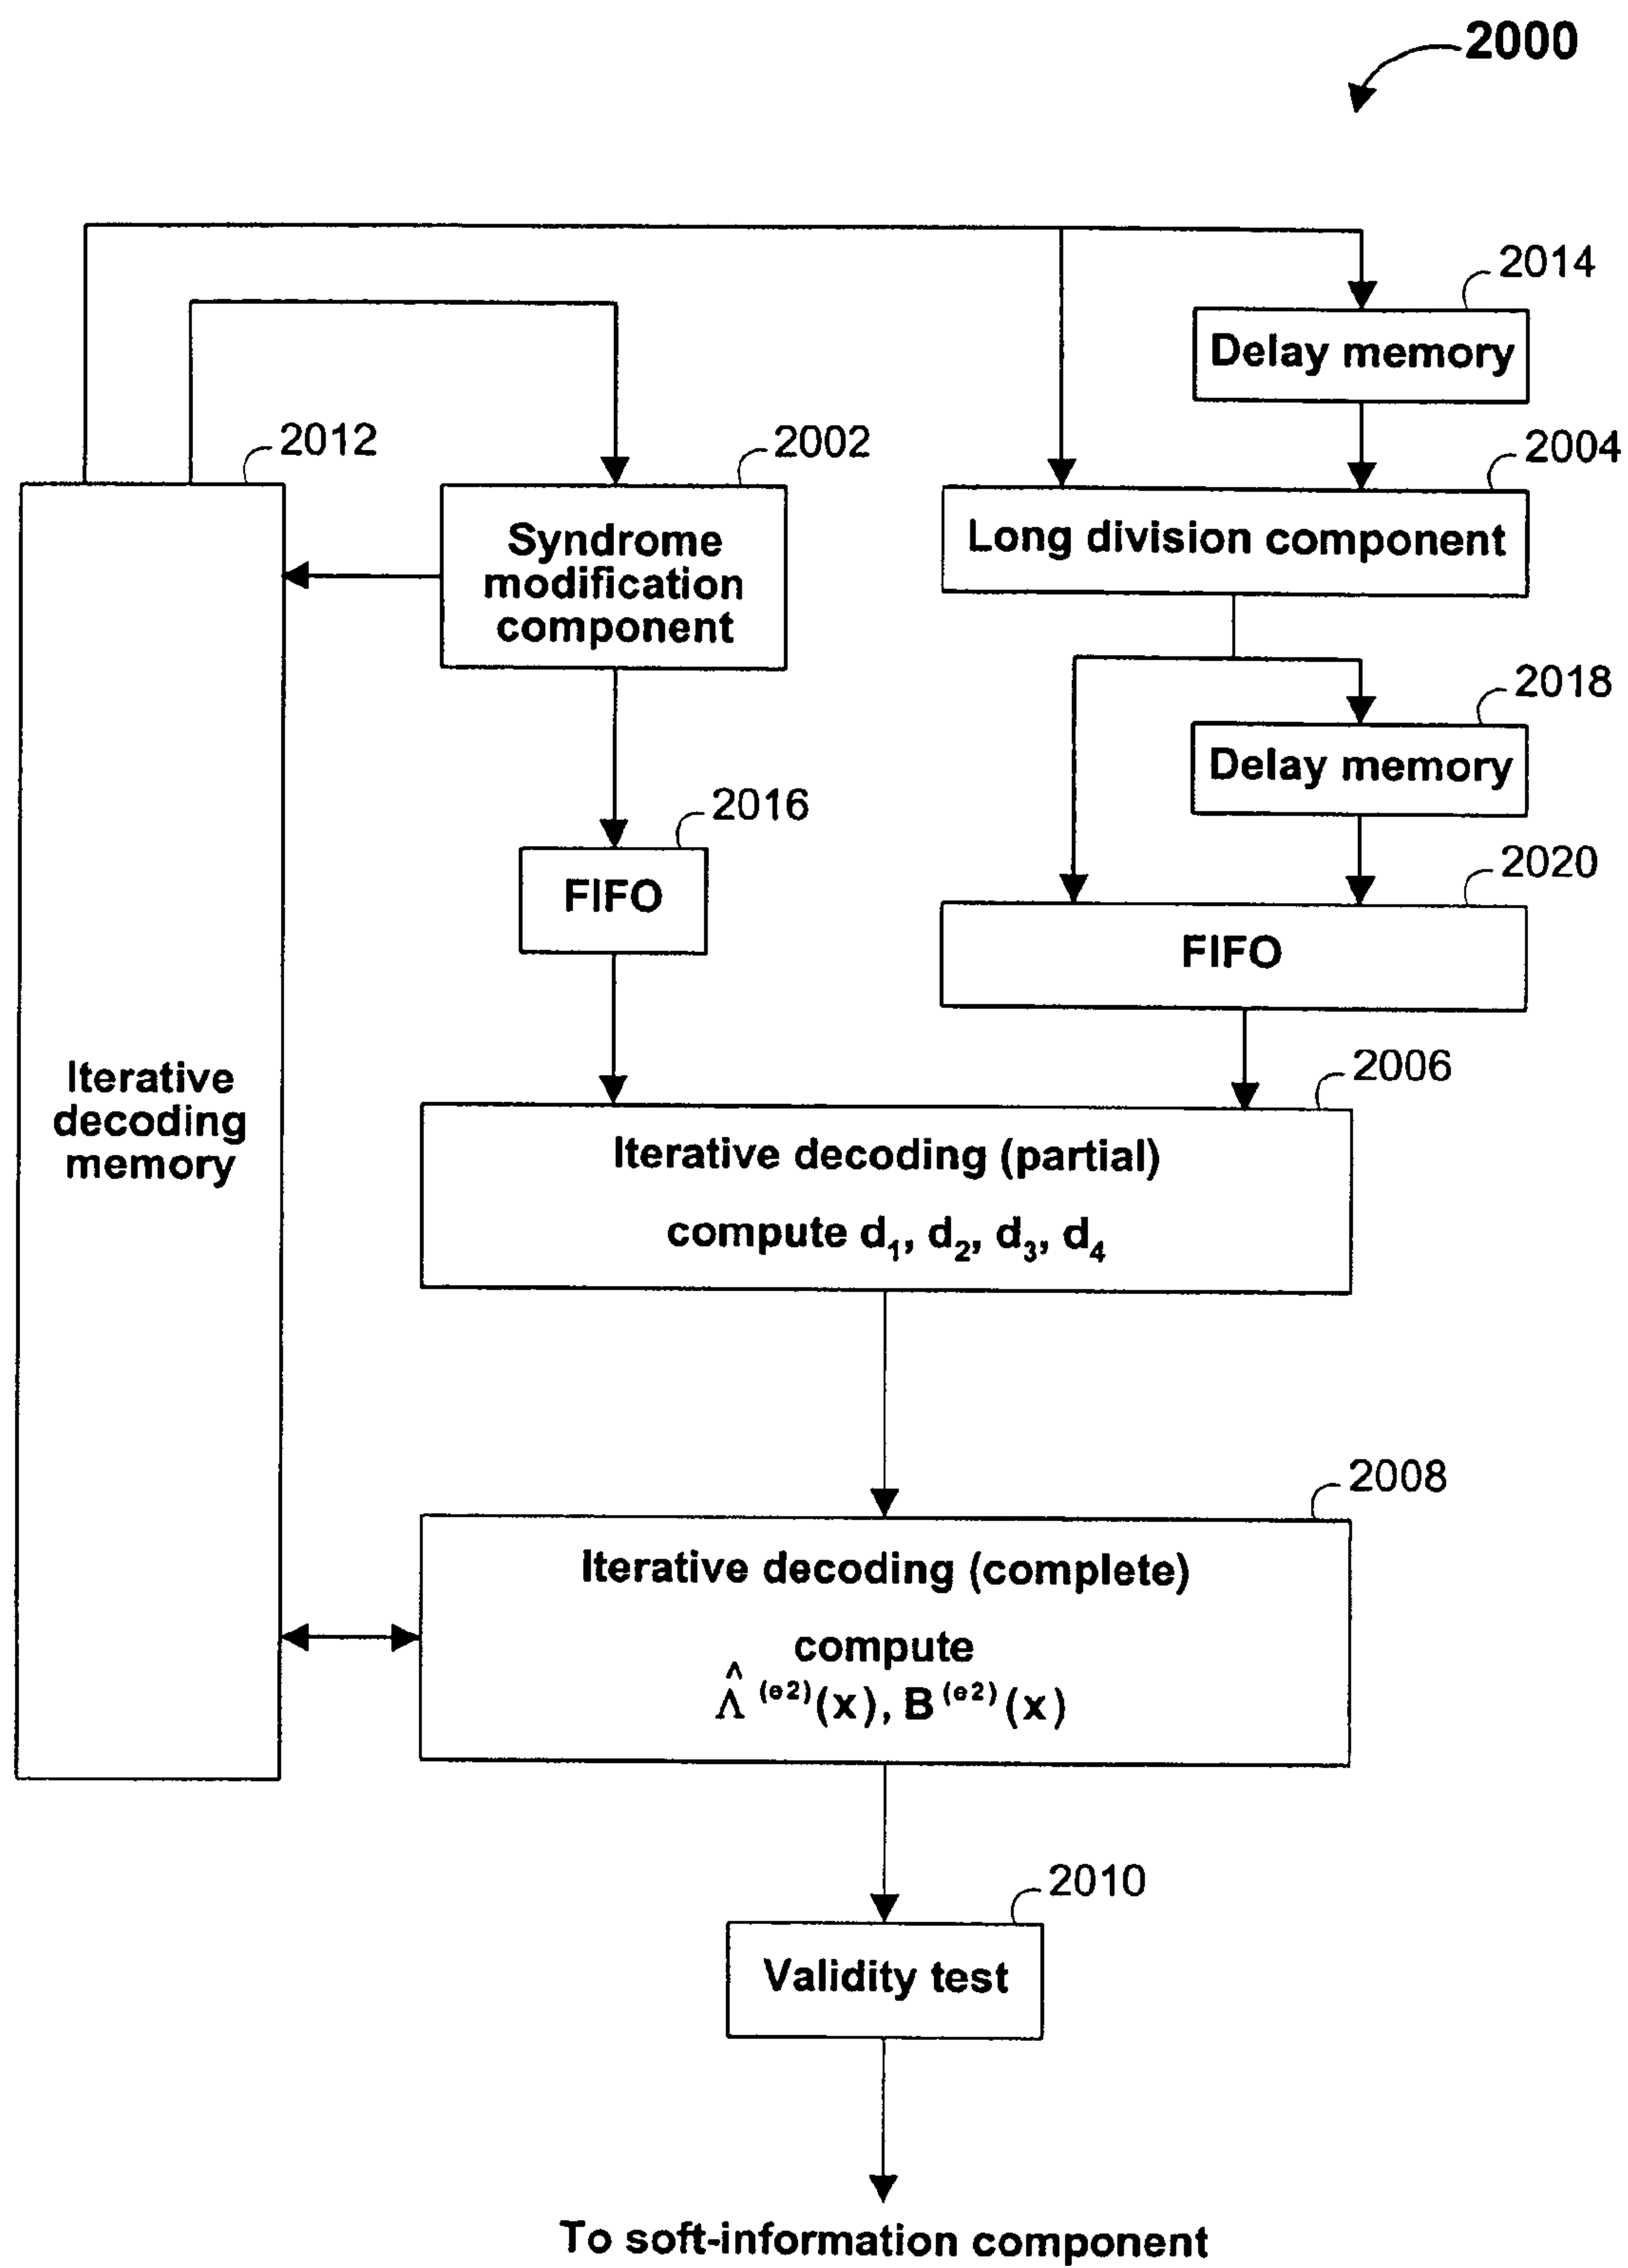 2000
2014
Delay memory
2012
2002
2004
Syndrome
modification
component
Long division component
2018
Delay memory
2016
FIFO
2020
FIFO
Iterative
decoding
memory
2006
Iterative decoding (partial)
compute d₁, d₂, d₃, d₄
2008
Iterative decoding (complete)
compute
Λ̂ ⁽ᵉ²⁾(x), B⁽ᵉ²⁾(x)
2010
Validity test
To soft-information component